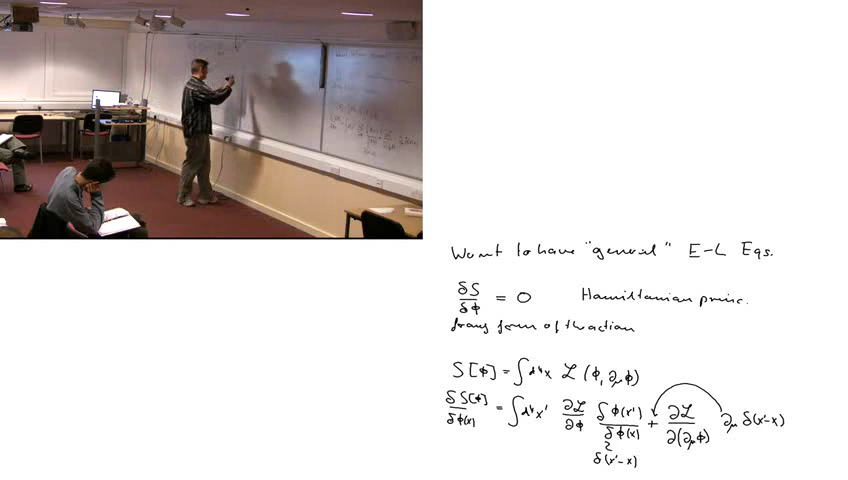 Want to have "general" E-L Eqs.
δS/δϕ = 0 Hamiltonian princ.
from form of the action
S[ϕ] = ∫d⁴x ℒ (ϕ, ∂μϕ)
δS[ϕ]/δϕ(x) = ∫d⁴x' ∂ℒ/∂ϕ δϕ(x')/δϕ(x) + ∂ℒ/∂(∂μϕ) ∂μ δ(x'-x)
δ(x'-x)